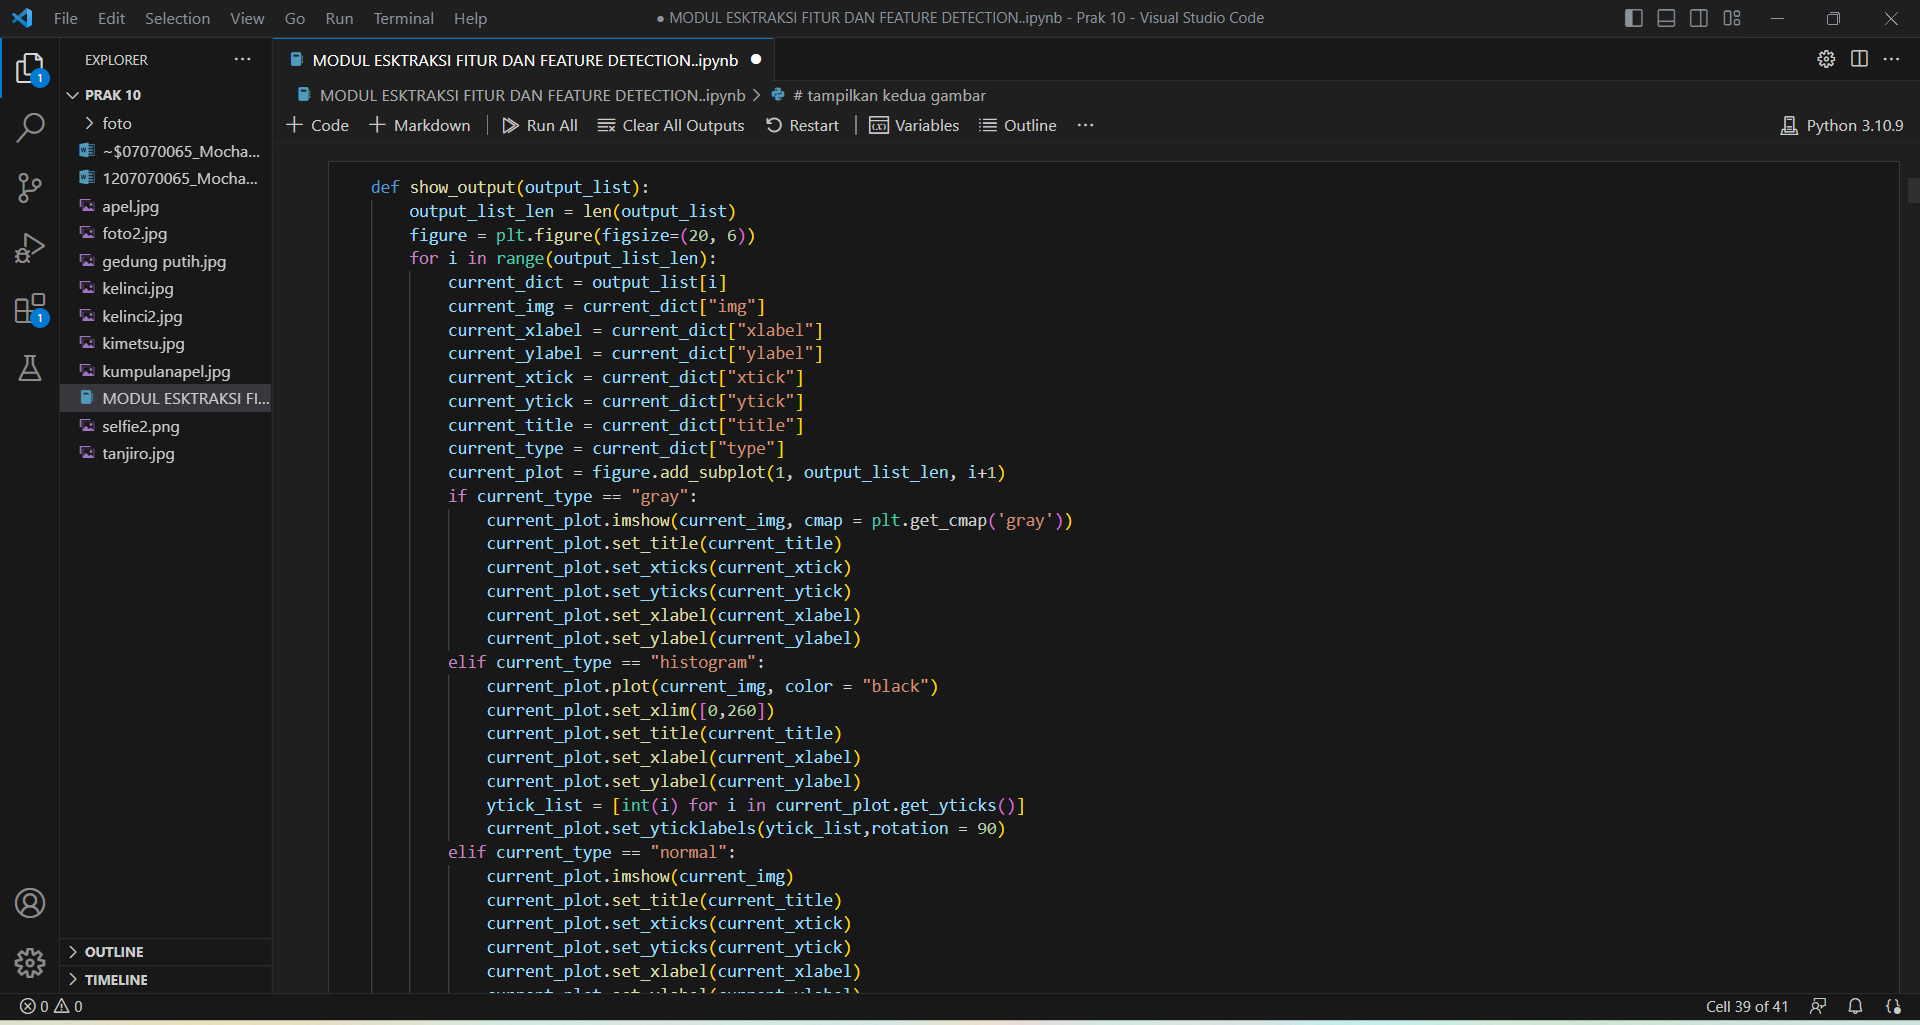 File Edit Selection View Go Run Terminal Help
● MODUL ESKTRAKSI FITUR DAN FEATURE DETECTION..ipynb - Prak 10 - Visual Studio Code
EXPLORER
PRAK 10
foto
~$07070065_Mocha...
1207070065_Mocha...
apel.jpg
foto2.jpg
gedung putih.jpg
kelinci.jpg
kelinci2.jpg
kimetsu.jpg
kumpulanapel.jpg
MODUL ESKTRAKSI FI...
selfie2.png
tanjiro.jpg
OUTLINE
TIMELINE
1
1
MODUL ESKTRAKSI FITUR DAN FEATURE DETECTION..ipynb ●
MODUL ESKTRAKSI FITUR DAN FEATURE DETECTION..ipynb > # tampilkan kedua gambar
+ Code + Markdown Run All Clear All Outputs Restart Variables Outline ... Python 3.10.9
def show_output(output_list):
output_list_len = len(output_list)
figure = plt.figure(figsize=(20, 6))
for i in range(output_list_len):
current_dict = output_list[i]
current_img = current_dict["img"]
current_xlabel = current_dict["xlabel"]
current_ylabel = current_dict["ylabel"]
current_xtick = current_dict["xtick"]
current_ytick = current_dict["ytick"]
current_title = current_dict["title"]
current_type = current_dict["type"]
current_plot = figure.add_subplot(1, output_list_len, i+1)
if current_type == "gray":
current_plot.imshow(current_img, cmap = plt.get_cmap('gray'))
current_plot.set_title(current_title)
current_plot.set_xticks(current_xtick)
current_plot.set_yticks(current_ytick)
current_plot.set_xlabel(current_xlabel)
current_plot.set_ylabel(current_ylabel)
elif current_type == "histogram":
current_plot.plot(current_img, color = "black")
current_plot.set_xlim([0,260])
current_plot.set_title(current_title)
current_plot.set_xlabel(current_xlabel)
current_plot.set_ylabel(current_ylabel)
ytick_list = [int(i) for i in current_plot.get_yticks()]
current_plot.set_yticklabels(ytick_list,rotation = 90)
elif current_type == "normal":
current_plot.imshow(current_img)
current_plot.set_title(current_title)
current_plot.set_xticks(current_xtick)
current_plot.set_yticks(current_ytick)
current_plot.set_xlabel(current_xlabel)
0 0
Cell 39 of 41